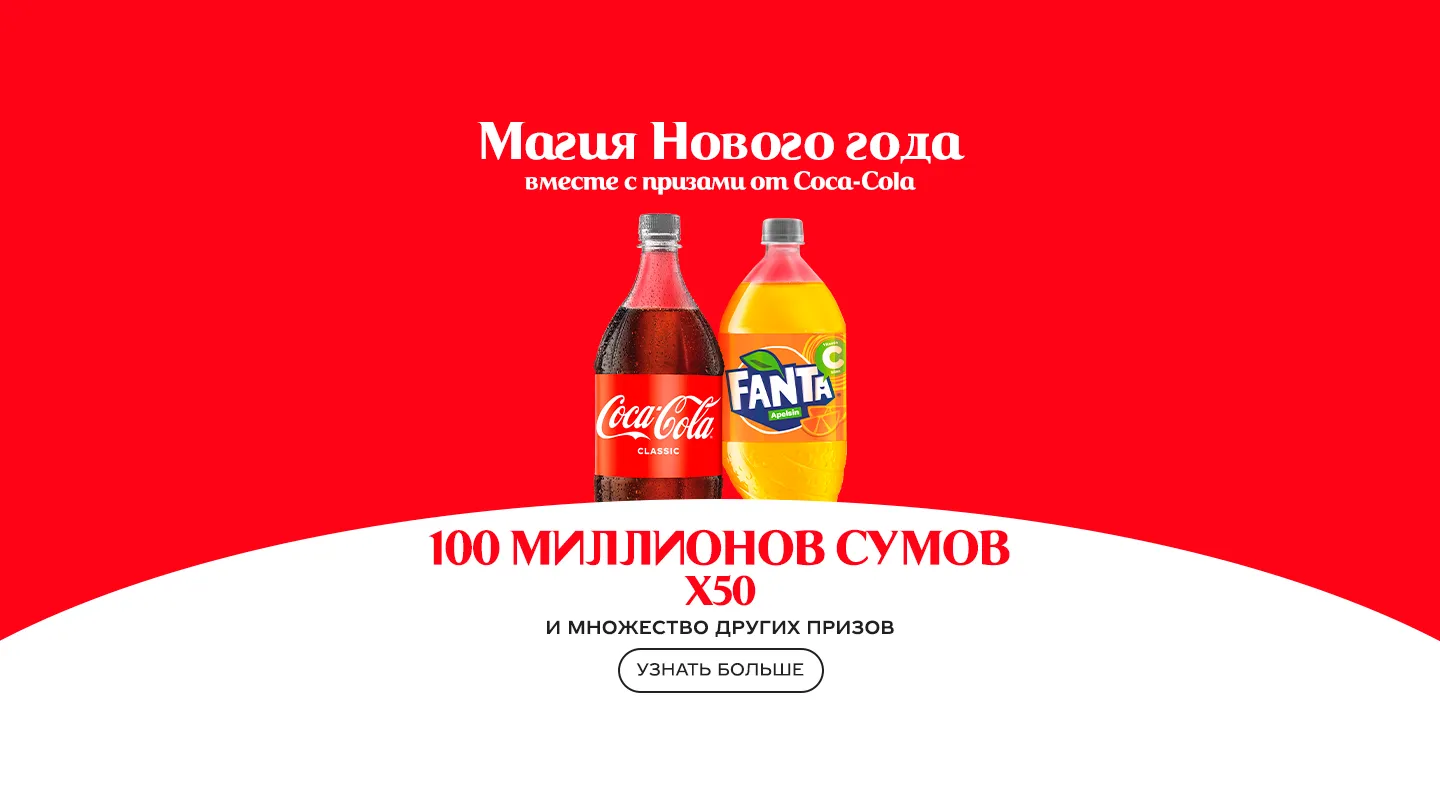 Магия Нового года
вместе с призами от Coca-Cola
Coca-Cola
CLASSIC
C
FANTA
Apelsin
100 МИЛЛИОНОВ СУМОВ
X50
И МНОЖЕСТВО ДРУГИХ ПРИЗОВ
УЗНАТЬ БОЛЬШЕ